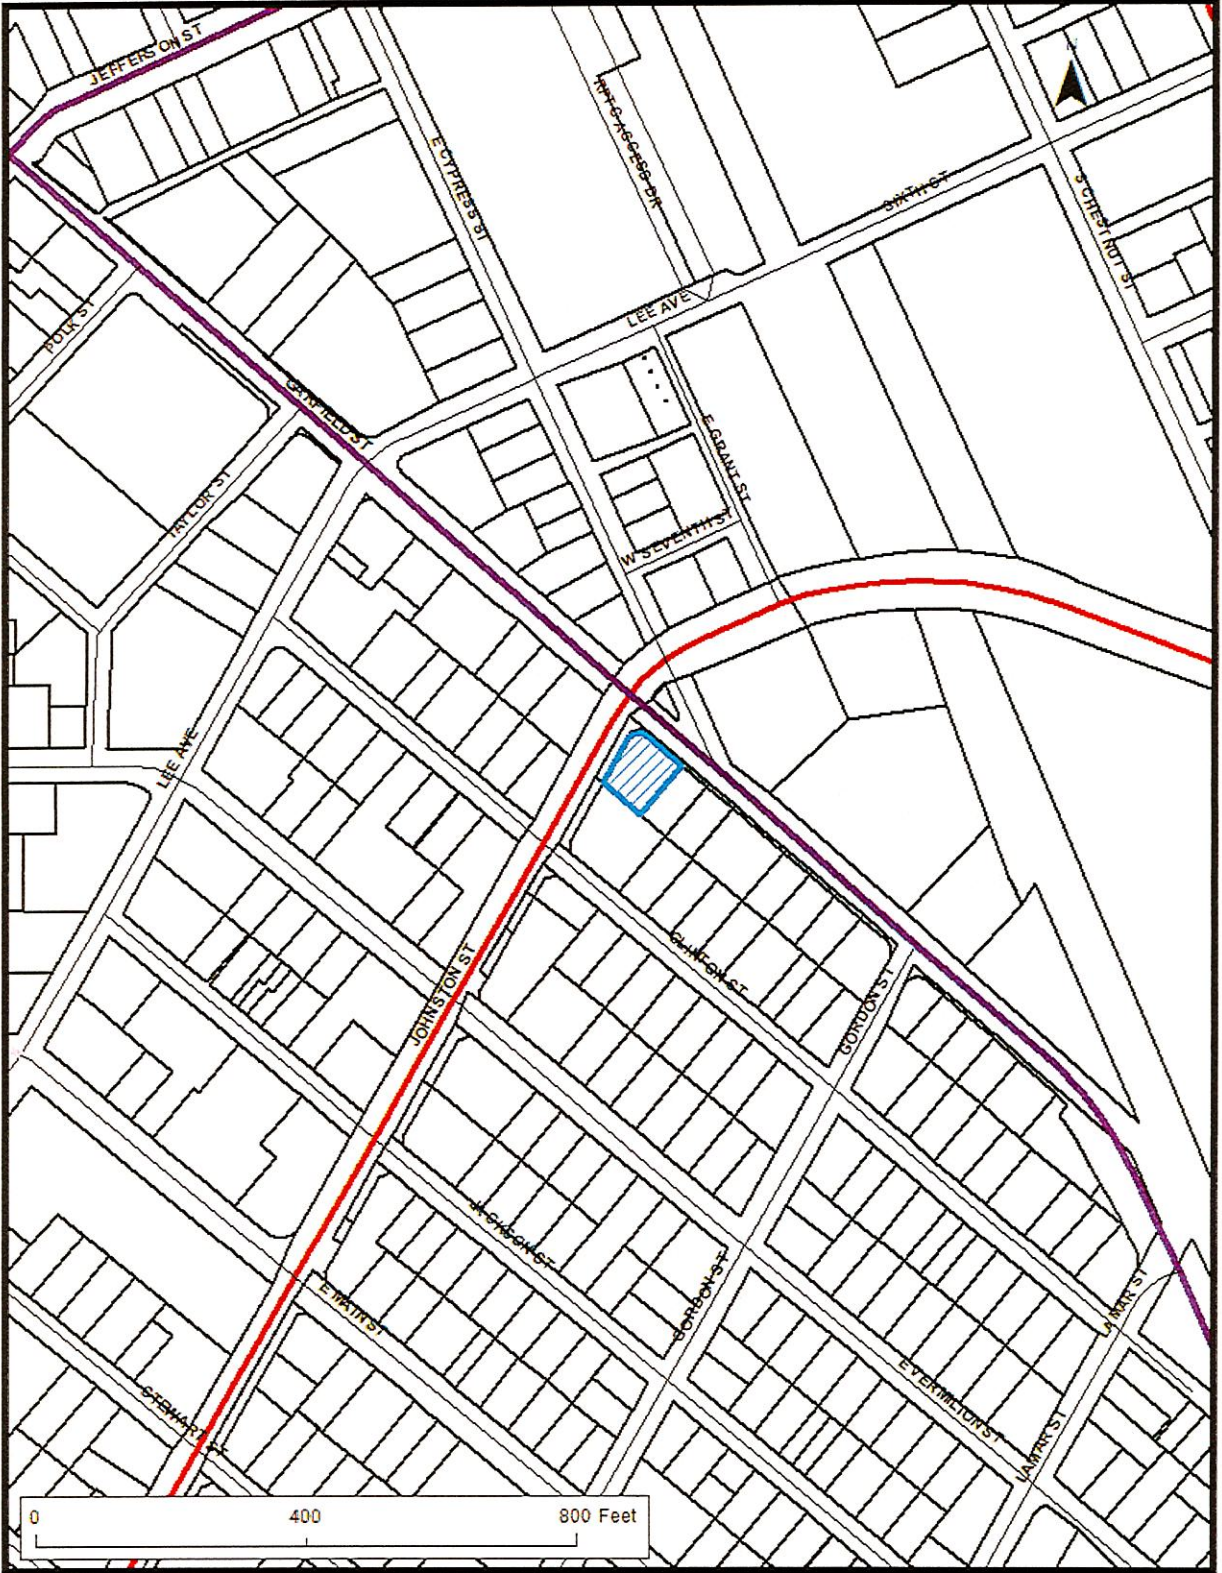 JEFFERSON ST
N
RPTC ACCESS DR
E CYPRESS ST
SIXTH ST
S CHESTNUT ST
LEE AVE
POLK ST
GARFIELD ST
E GRANT ST
TAYLOR ST
W SEVENTH ST
LEE AVE
CLINTON ST
JOHNSTON ST
GORDON ST
JACKSON ST
GORDON ST
LAMAR ST
E MAIN ST
E VERMILION ST
STEWART ST
LAMAR ST
0 400 800 Feet